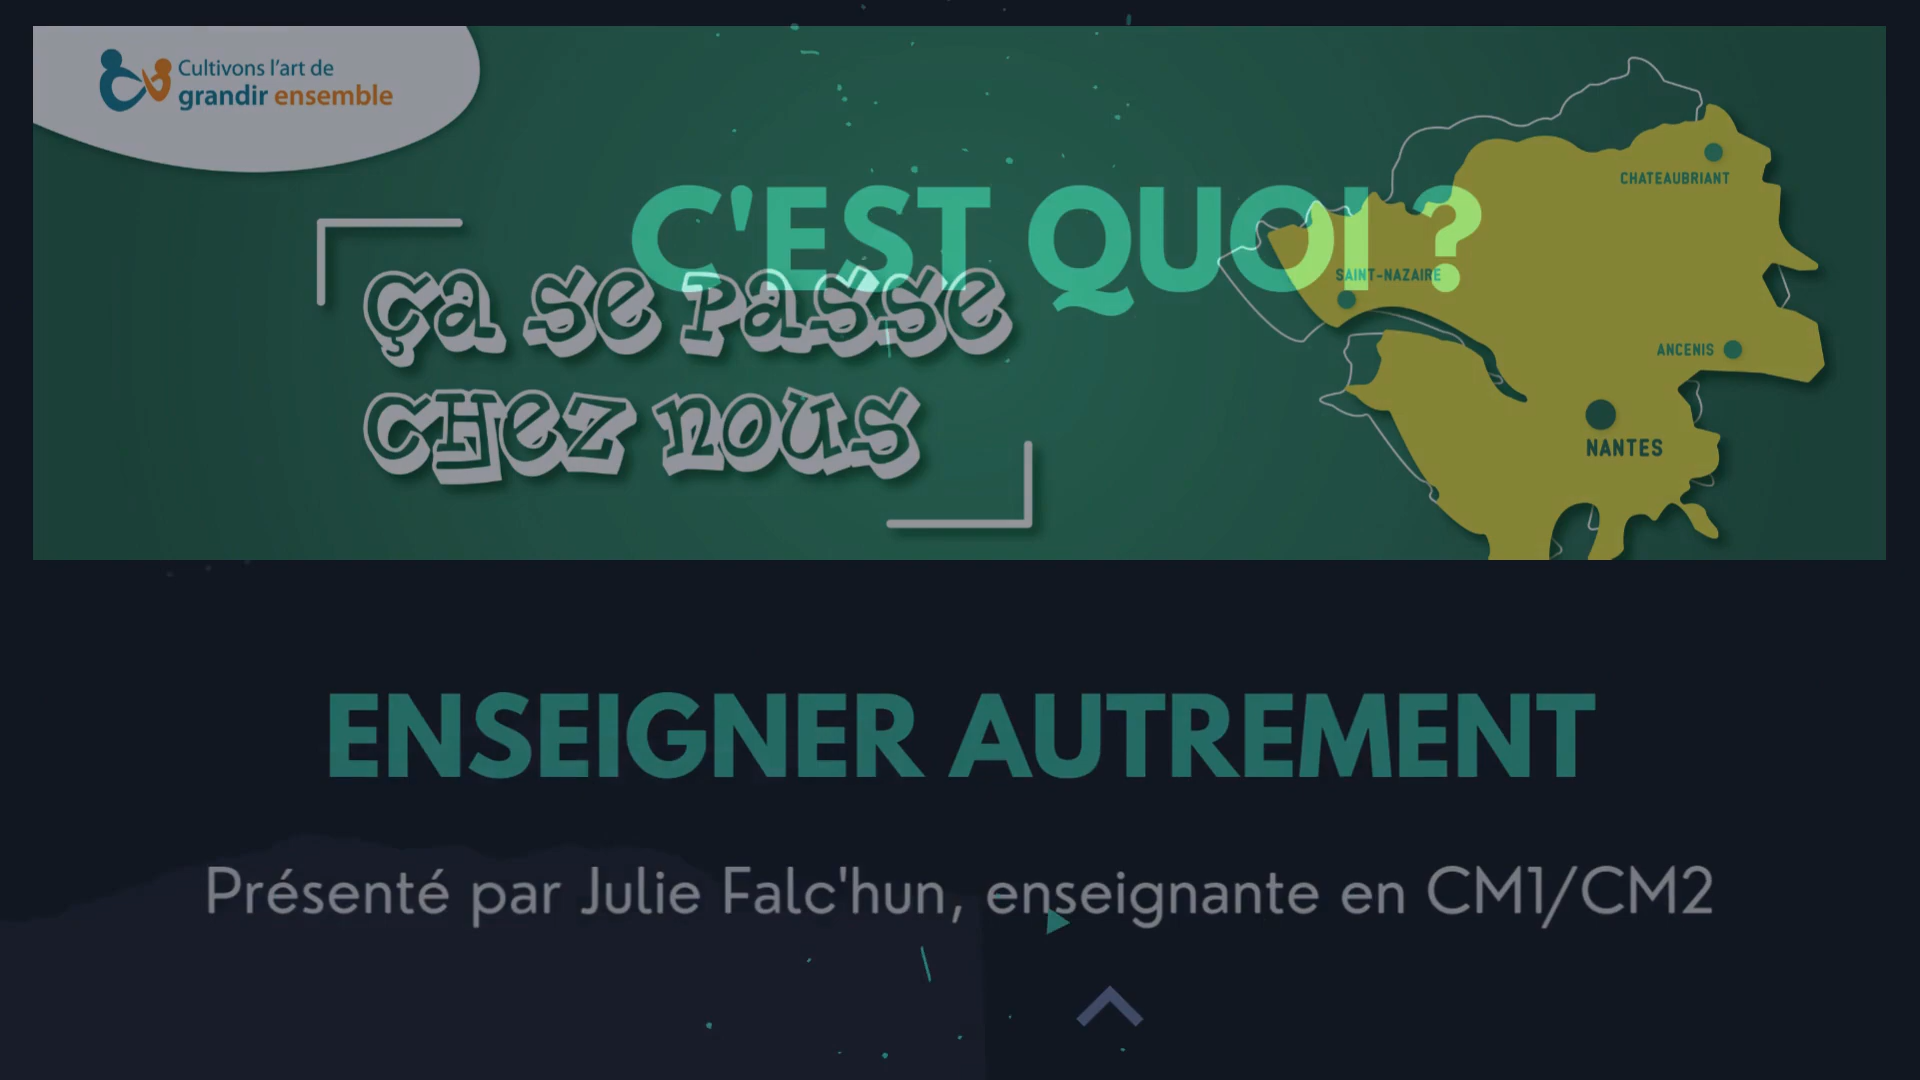 Cultivons l'art de
grandir ensemble
C'EST QUOI ?
ça se passe
chez nous
CHATEAUBRIANT
SAINT-NAZAIRE
ANCENIS
NANTES
ENSEIGNER AUTREMENT
Présenté par Julie Falc'hun, enseignante en CM1/CM2